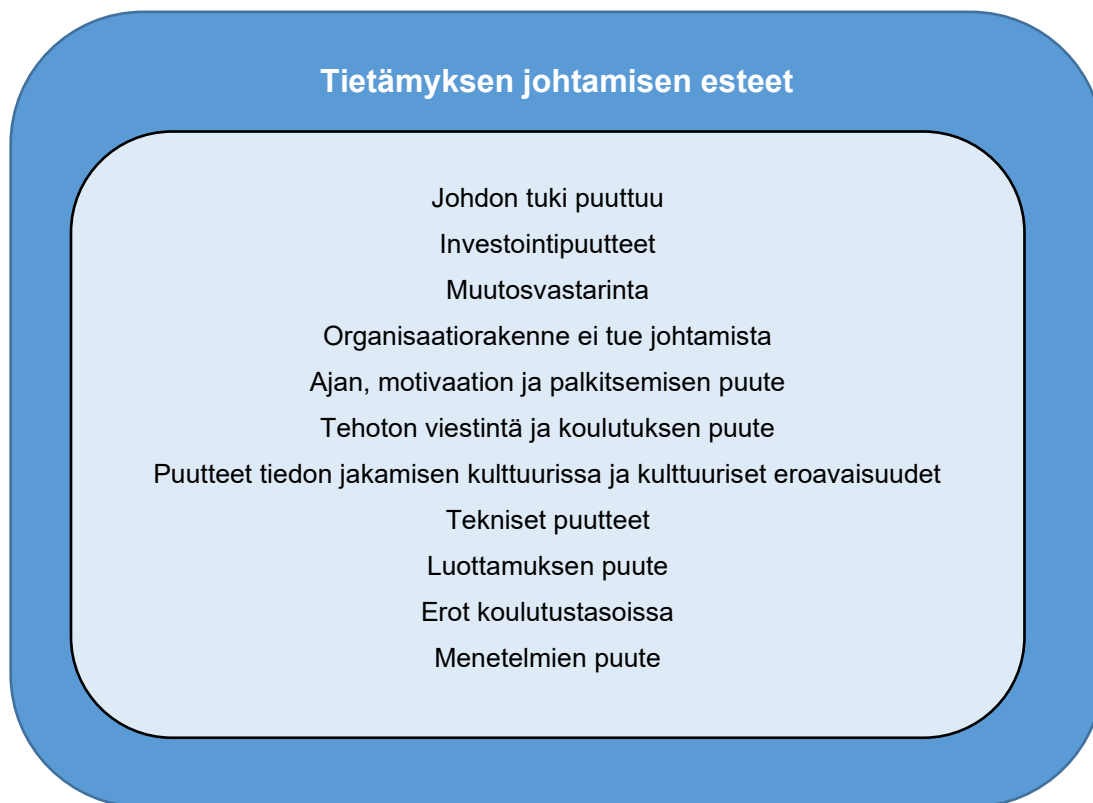 Tietämyksen johtamisen esteet
Johdon tuki puuttuu
Investointipuutteet
Muutosvastarinta
Organisaatiorakenne ei tue johtamista
Ajan, motivaation ja palkitsemisen puute
Tehoton viestintä ja koulutuksen puute
Puutteet tiedon jakamisen kulttuurissa ja kulttuuriset eroavaisuudet
Tekniset puutteet
Luottamuksen puute
Erot koulutustasoissa
Menetelmien puute